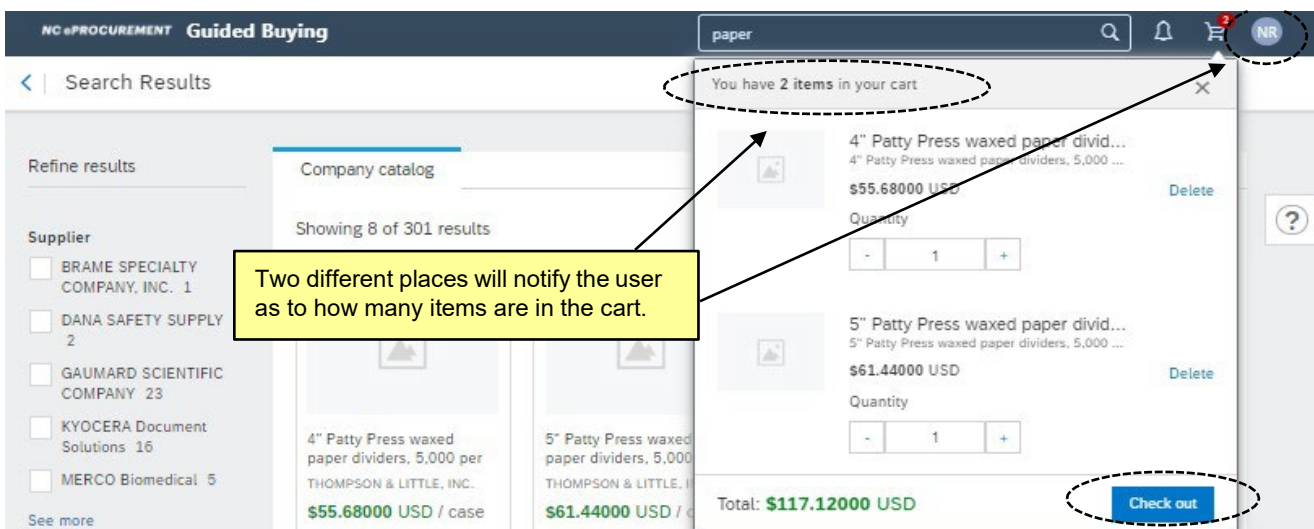 NC ePROCUREMENT Guided Buying
paper
2
NR
Search Results
You have 2 items in your cart
Refine results
Supplier
BRAME SPECIALTY
COMPANY, INC. 1
DANA SAFETY SUPPLY
2
GAUMARD SCIENTIFIC
COMPANY 23
KYOCERA Document
Solutions 16
MERCO Biomedical 5
See more
Company catalog
Showing 8 of 301 results
Two different places will notify the user
as to how many items are in the cart.
4" Patty Press waxed
paper dividers, 5,000 per
THOMPSON & LITTLE, INC.
$55.68000 USD / case
5" Patty Press waxed
paper dividers, 5,000
THOMPSON & LITTLE,
$61.44000 USD /
4" Patty Press waxed paper divid...
4" Patty Press waxed paper dividers, 5,000 ...
$55.68000 USD
Delete
Quantity
- 1 +
5" Patty Press waxed paper divid...
5" Patty Press waxed paper dividers, 5,000 ...
$61.44000 USD
Delete
Quantity
- 1 +
Total: $117.12000 USD
Check out
?